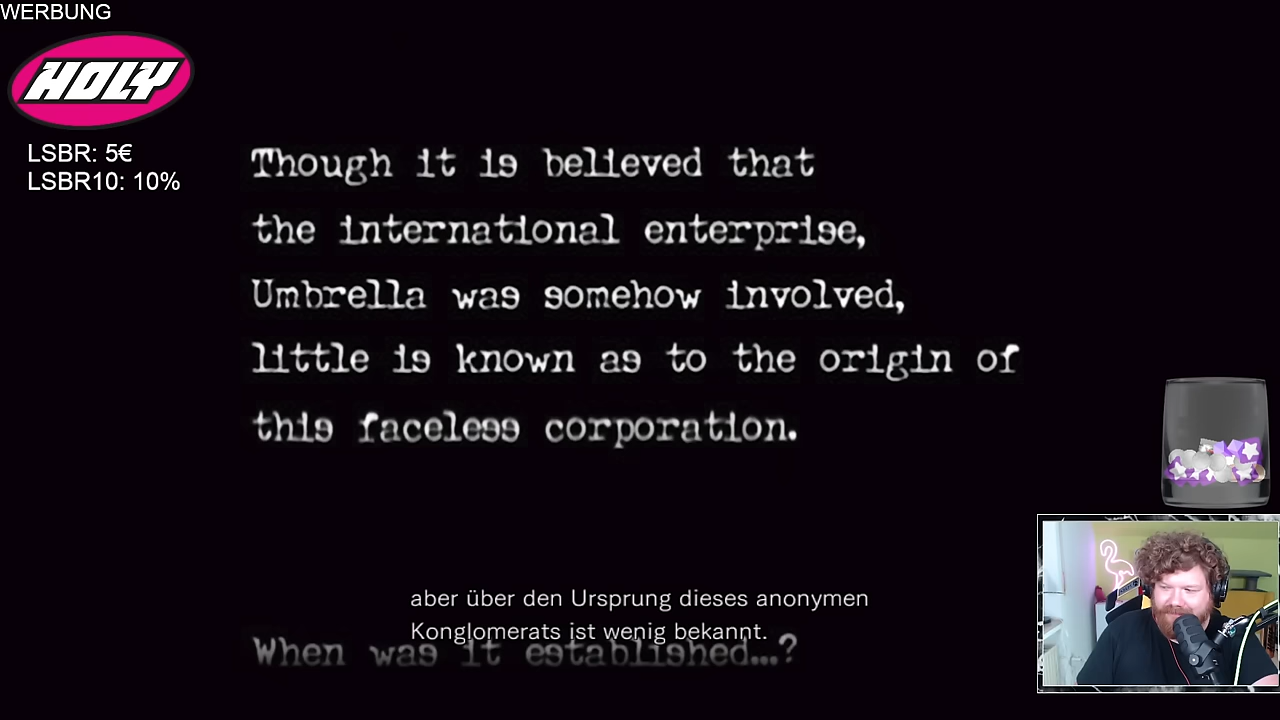 WERBUNG
HOLY
LSBR: 5€
LSBR10: 10%
Though it is believed that
the international enterprise,
Umbrella was somehow involved,
little is known as to the origin of
this faceless corporation.
aber über den Ursprung dieses anonymen
Konglomerats ist wenig bekannt.
When was it established...?